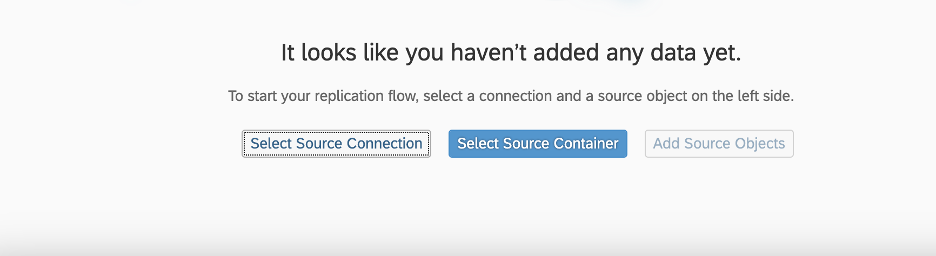 It looks like you haven't added any data yet.
To start your replication flow, select a connection and a source object on the left side.
Select Source Connection Select Source Container Add Source Objects